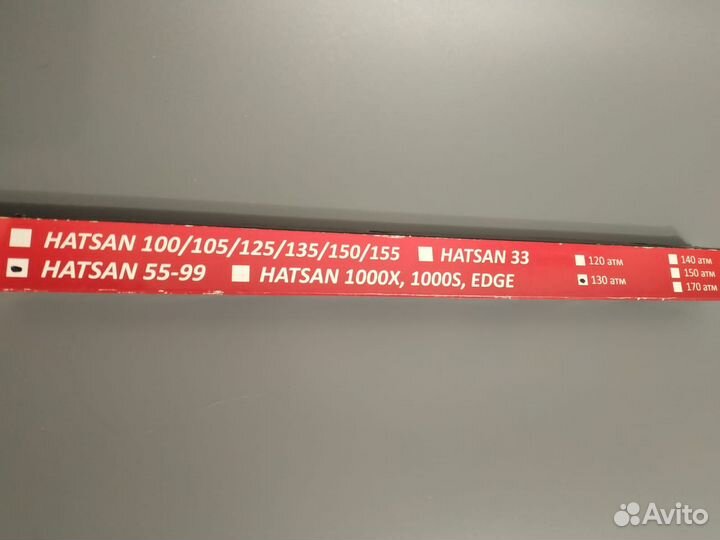 HATSAN 100/105/125/135/150/155 HATSAN 33
HATSAN 55-99 HATSAN 1000X, 1000S, EDGE
120 атм
130 атм
140 атм
150 атм
170 атм
Avito